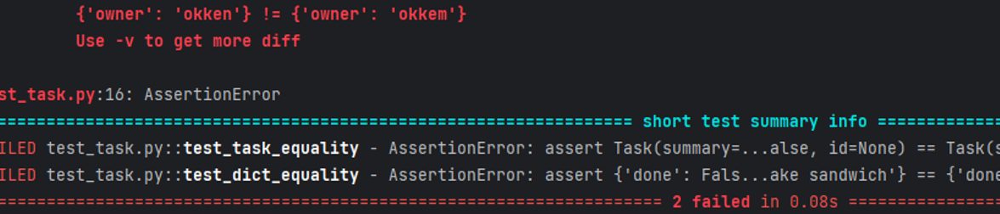 {'owner': 'okken'} != {'owner': 'okkem'}
Use -v to get more diff
st_task.py:16: AssertionError
=============================================================== short test summary info ============
ILED test_task.py::test_task_equality - AssertionError: assert Task(summary=...alse, id=None) == Task(s
ILED test_task.py::test_dict_equality - AssertionError: assert {'done': Fals...ake sandwich'} == {'done
================================================================== 2 failed in 0.08s ===============